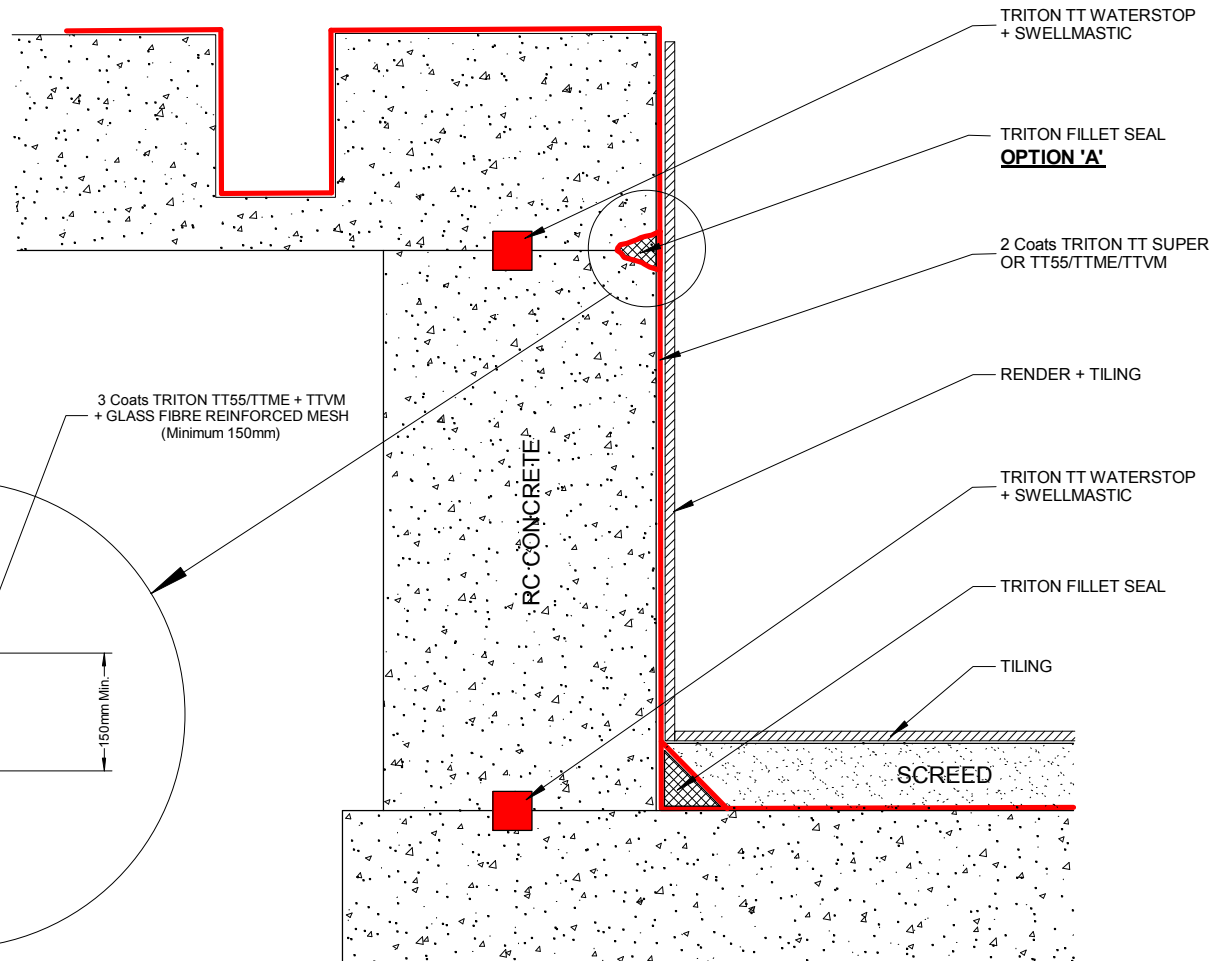 TRITON TT WATERSTOP
+ SWELLMASTIC
TRITON FILLET SEAL
OPTION 'A'
2 Coats TRITON TT SUPER
OR TT55/TTME/TTVM
RENDER + TILING
3 Coats TRITON TT55/TTME + TTVM
+ GLASS FIBRE REINFORCED MESH
(Minimum 150mm)
RC CONCRETE
TRITON TT WATERSTOP
+ SWELLMASTIC
TRITON FILLET SEAL
TILING
150mm Min.
SCREED